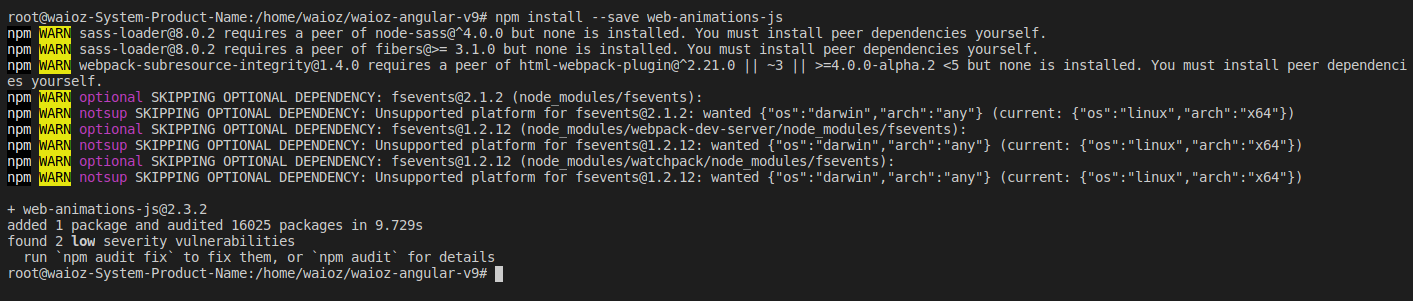 root@waioz-System-Product-Name:/home/waioz/waioz-angular-v9# npm install --save web-animations-js
npm WARN sass-loader@8.0.2 requires a peer of node-sass@^4.0.0 but none is installed. You must install peer dependencies yourself.
npm WARN sass-loader@8.0.2 requires a peer of fibers@>= 3.1.0 but none is installed. You must install peer dependencies yourself.
npm WARN webpack-subresource-integrity@1.4.0 requires a peer of html-webpack-plugin@^2.21.0 || ~3 || >=4.0.0-alpha.2 <5 but none is installed. You must install peer dependenci
es yourself.
npm WARN optional SKIPPING OPTIONAL DEPENDENCY: fsevents@2.1.2 (node_modules/fsevents):
npm WARN notsup SKIPPING OPTIONAL DEPENDENCY: Unsupported platform for fsevents@2.1.2: wanted {"os":"darwin","arch":"any"} (current: {"os":"linux","arch":"x64"})
npm WARN optional SKIPPING OPTIONAL DEPENDENCY: fsevents@1.2.12 (node_modules/webpack-dev-server/node_modules/fsevents):
npm WARN notsup SKIPPING OPTIONAL DEPENDENCY: Unsupported platform for fsevents@1.2.12: wanted {"os":"darwin","arch":"any"} (current: {"os":"linux","arch":"x64"})
npm WARN optional SKIPPING OPTIONAL DEPENDENCY: fsevents@1.2.12 (node_modules/watchpack/node_modules/fsevents):
npm WARN notsup SKIPPING OPTIONAL DEPENDENCY: Unsupported platform for fsevents@1.2.12: wanted {"os":"darwin","arch":"any"} (current: {"os":"linux","arch":"x64"})
+ web-animations-js@2.3.2
added 1 package and audited 16025 packages in 9.729s
found 2 low severity vulnerabilities
  run `npm audit fix` to fix them, or `npm audit` for details
root@waioz-System-Product-Name:/home/waioz/waioz-angular-v9#